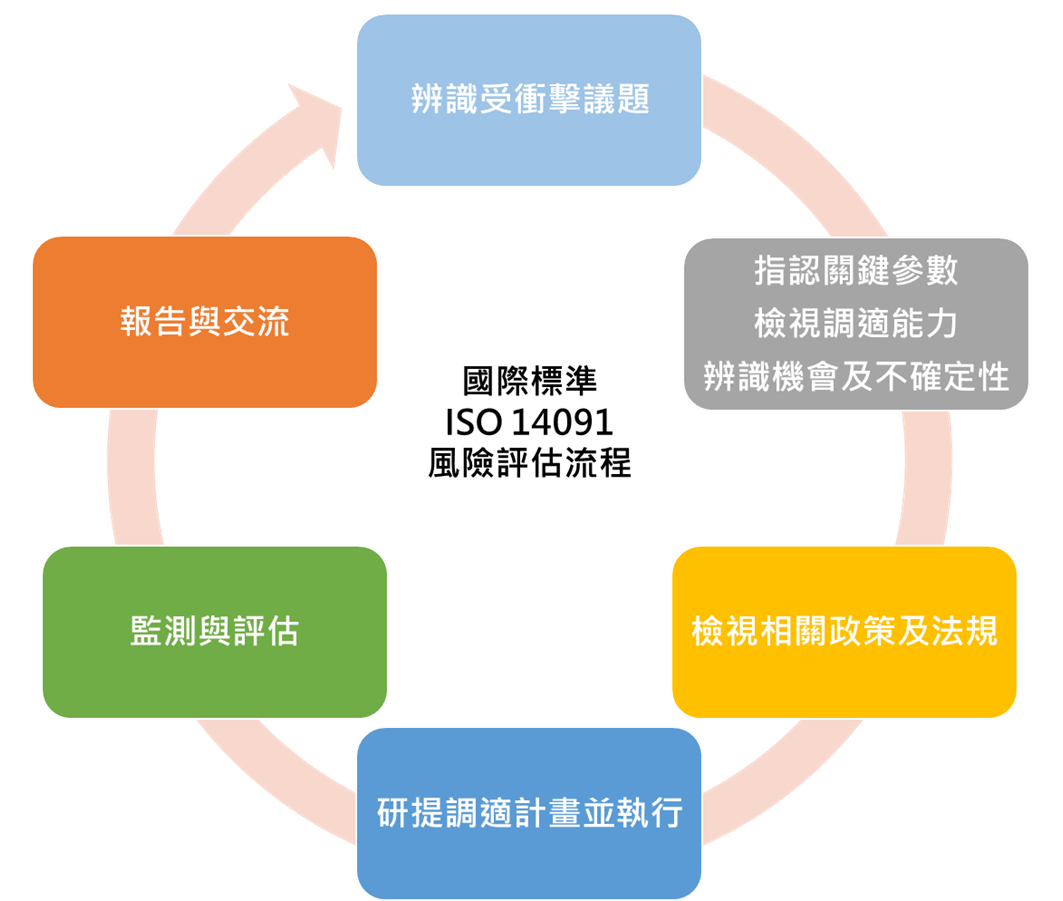 辨識受衝擊議題
指認關鍵參數
檢視調適能力
辨識機會及不確定性
檢視相關政策及法規
研提調適計畫並執行
監測與評估
報告與交流
國際標準
ISO 14091
風險評估流程